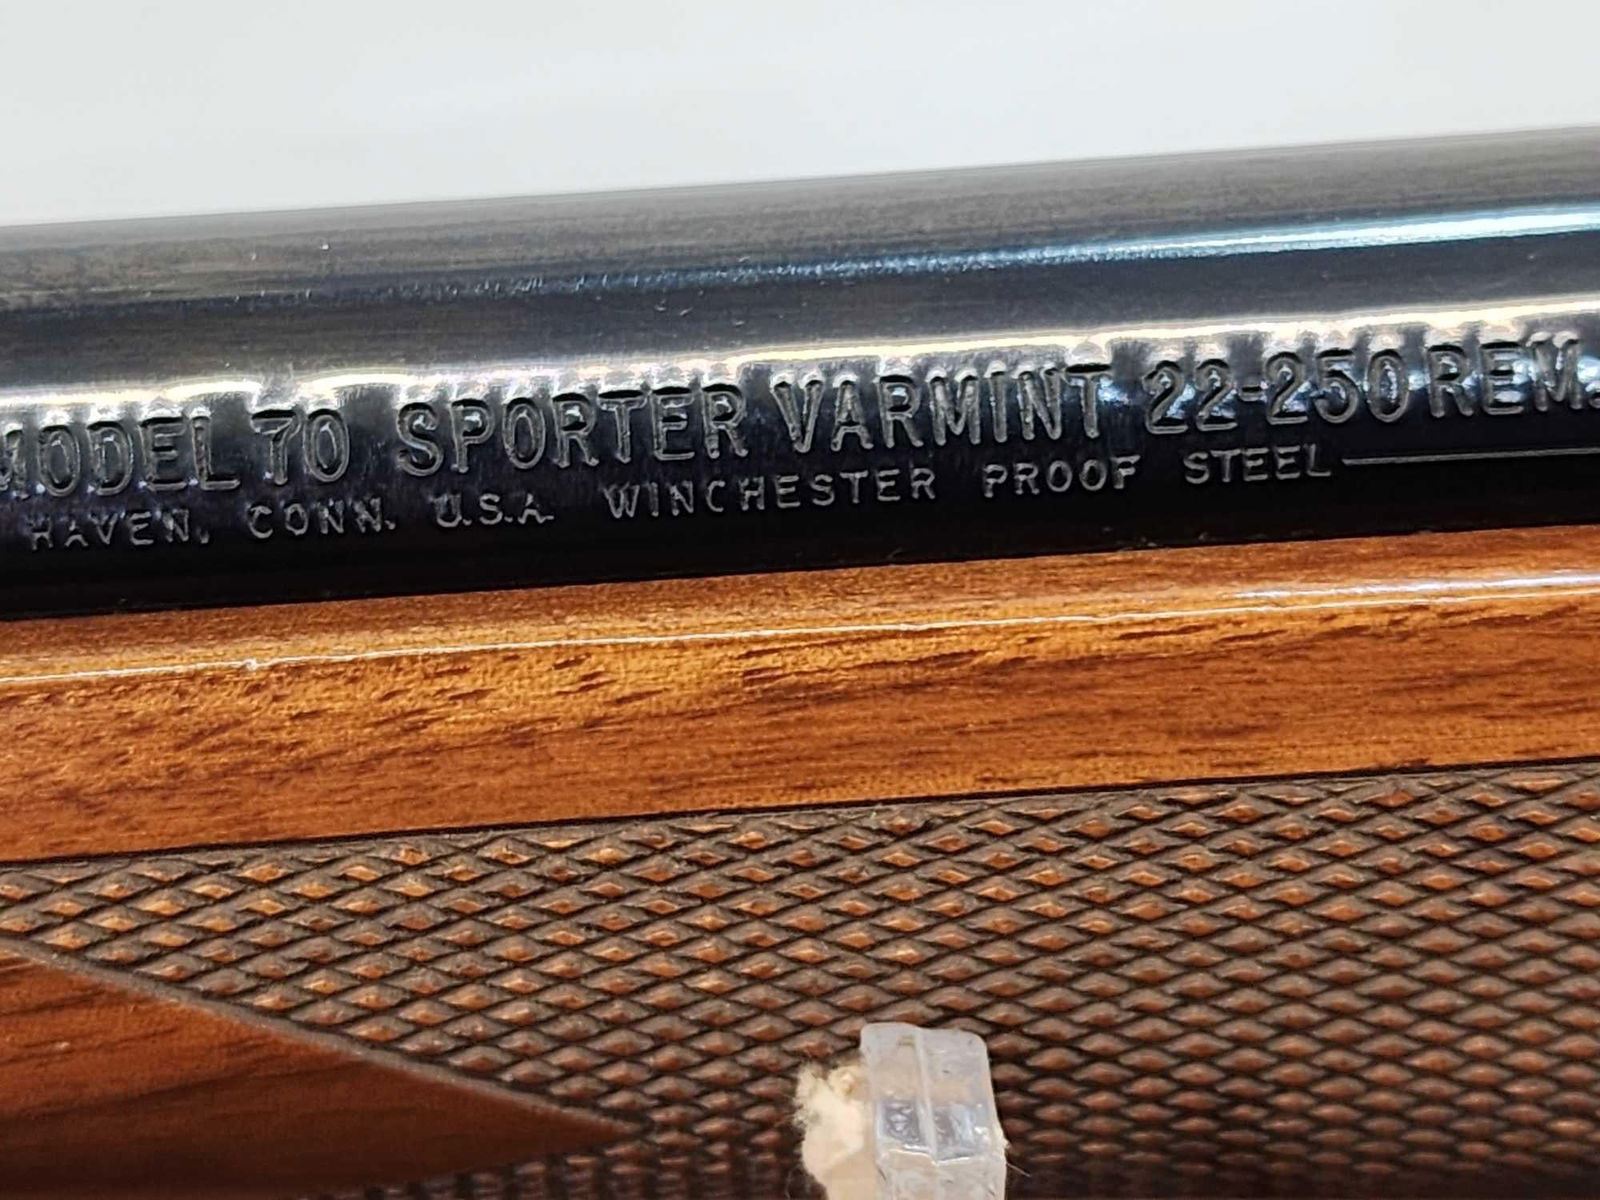 MODEL 70 SPORTER VARMINT 22-250 REM.
HAVEN, CONN. U.S.A. WINCHESTER PROOF STEEL